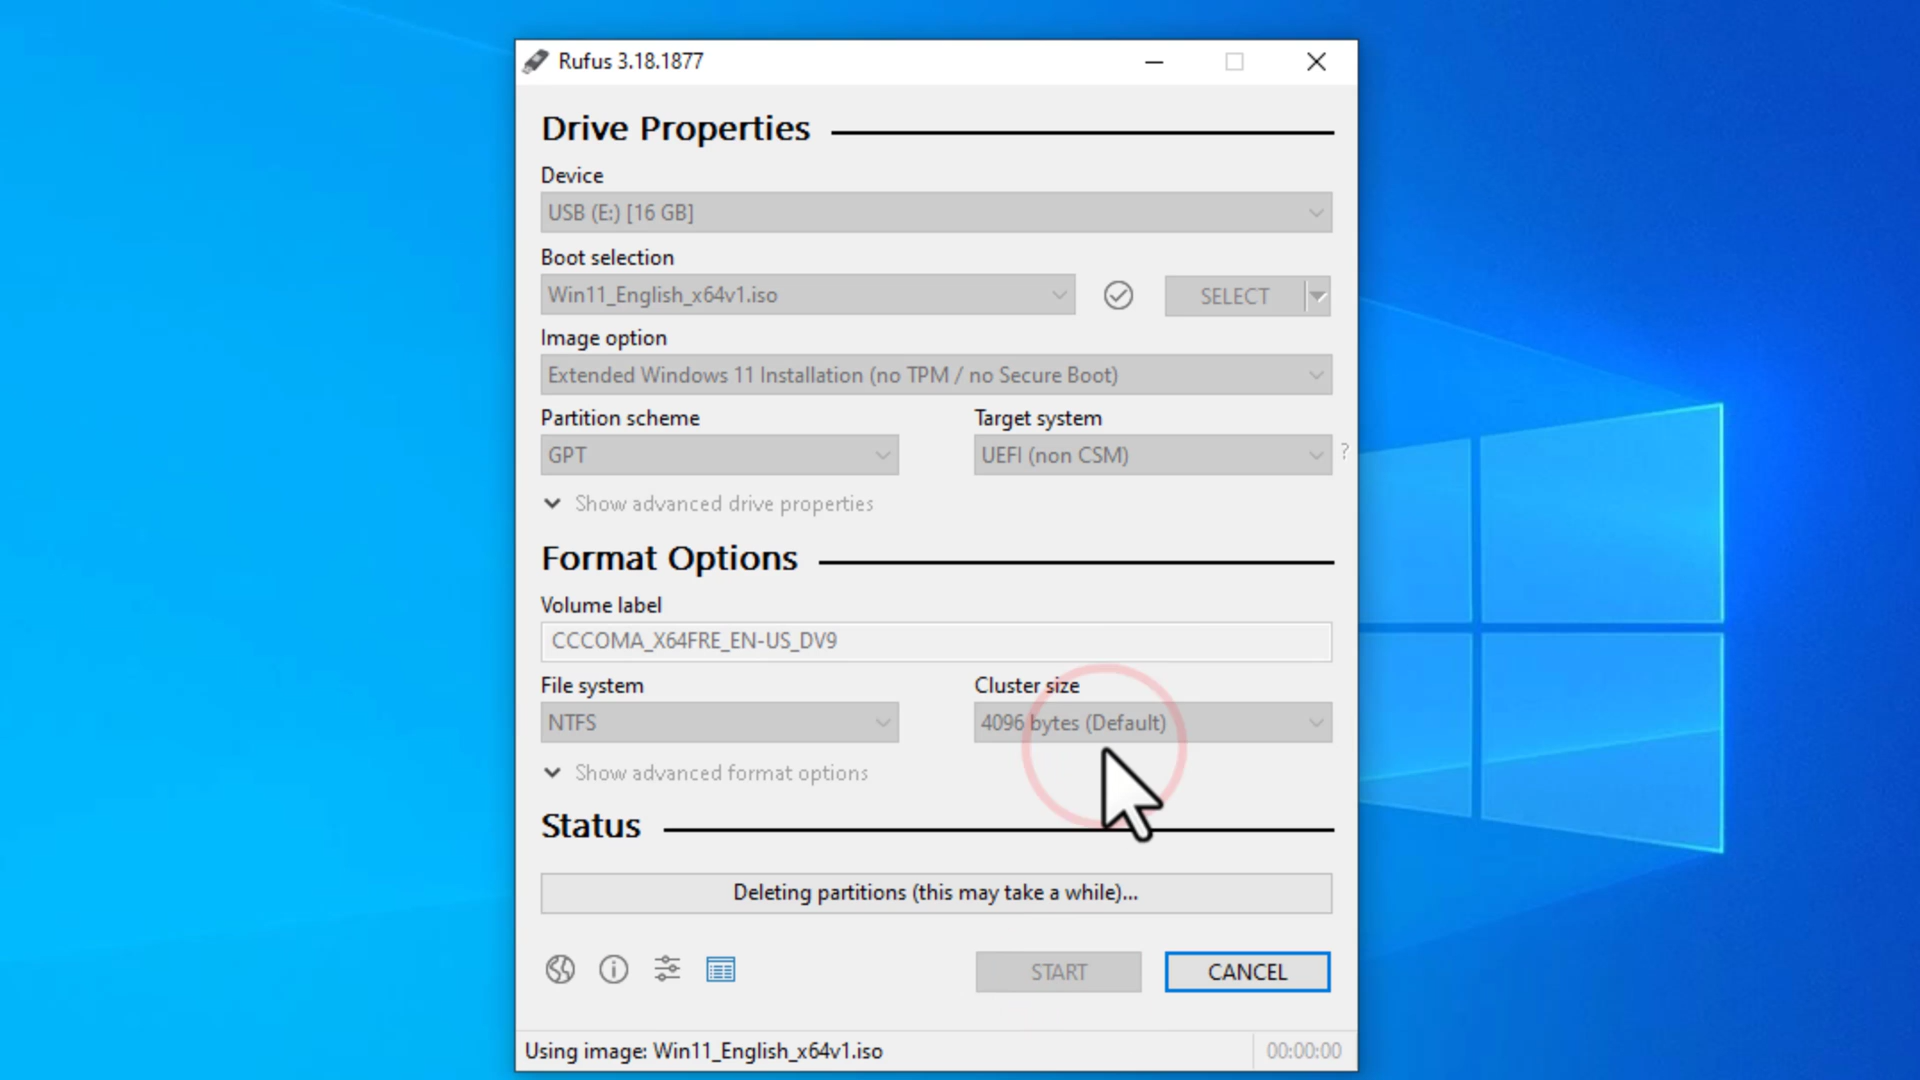 Rufus 3.18.1877
Drive Properties
Device
USB (E:) [16 GB]
Boot selection
Win11_English_x64v1.iso
SELECT
Image option
Extended Windows 11 Installation (no TPM / no Secure Boot)
Partition scheme
Target system
GPT
UEFI (non CSM)
?
Show advanced drive properties
Format Options
Volume label
CCCOMA_X64FRE_EN-US_DV9
File system
Cluster size
NTFS
4096 bytes (Default)
Show advanced format options
Status
Deleting partitions (this may take a while)...
START
CANCEL
Using image: Win11_English_x64v1.iso
00:00:00